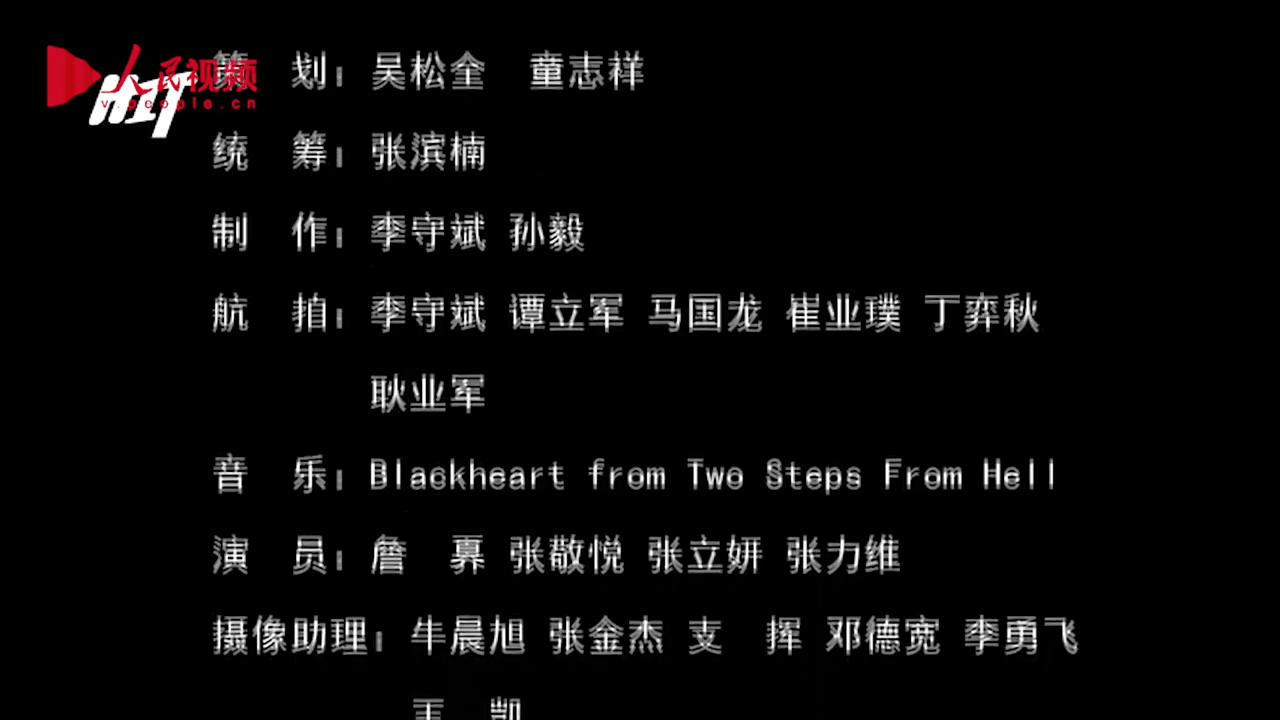 人民视频
v.people.cn
HIT
策 划：吴松全 童志祥
统 筹：张滨楠
制 作：李守斌 孙毅
航 拍：李守斌 谭立军 马国龙 崔业璞 丁弈秋
耿业军
音 乐：Blackheart from Two Steps From Hell
演 员：詹 昇 张敬悦 张立妍 张力维
摄像助理：牛晨旭 张金杰 支 挥 邓德宽 李勇飞